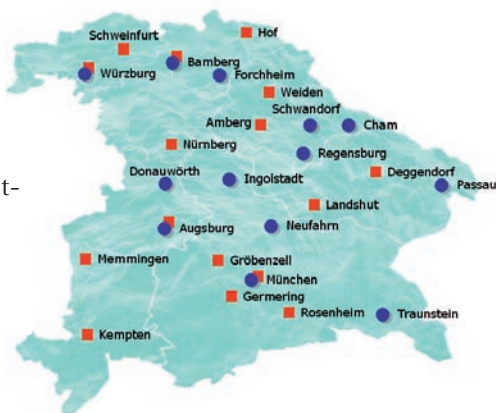 Hof
Schweinfurt
Bamberg
Würzburg
Forchheim
Weiden
Schwandorf
Amberg
Cham
Nürnberg
Regensburg
Deggendorf
Donauwörth
Ingolstadt
Passau
t-
Landshut
Augsburg
Neufahrn
Memmingen
Gröbenzell
München
Germering
Rosenheim
Traunstein
Kempten